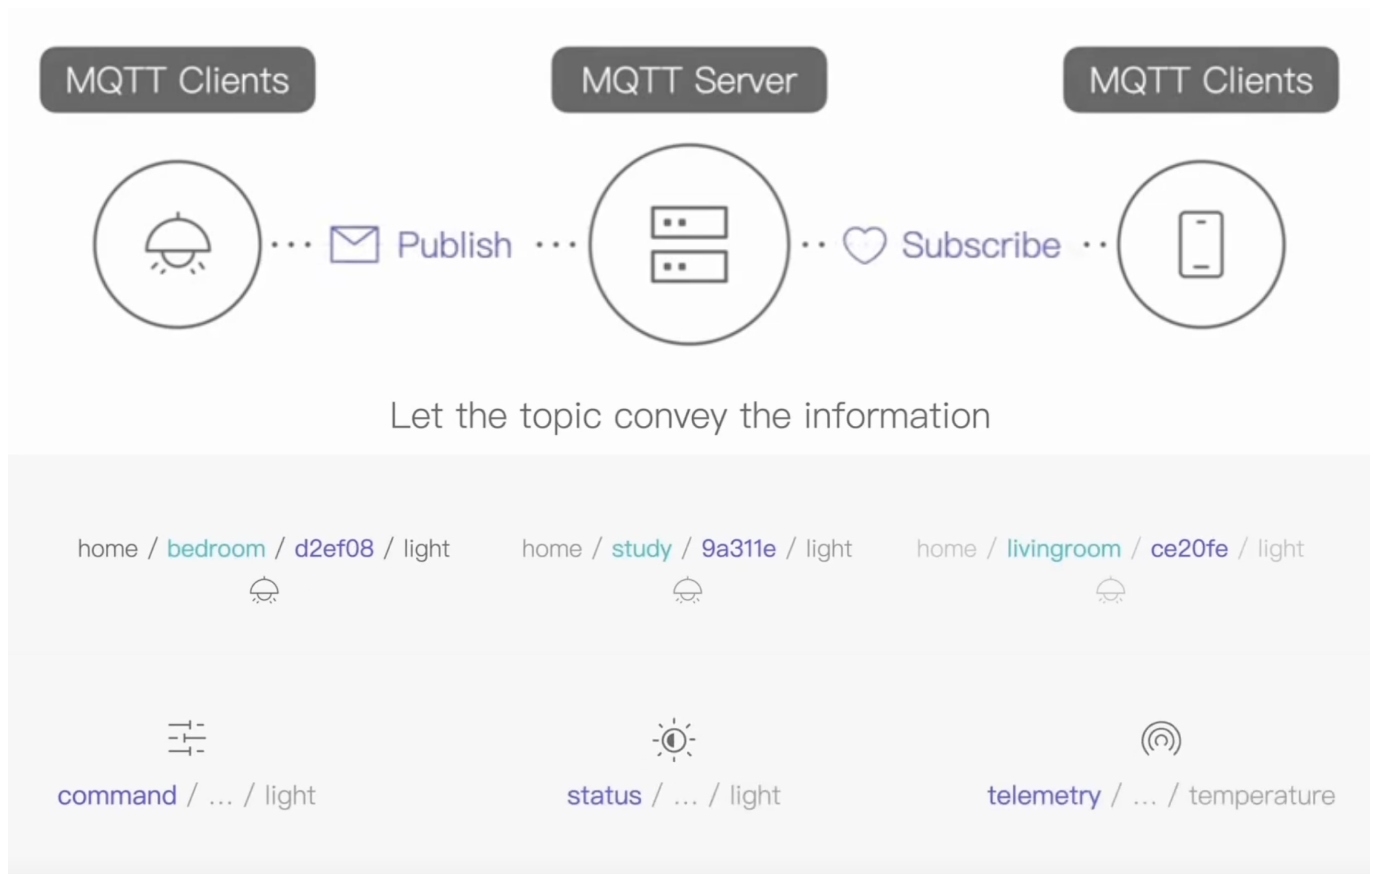 MQTT Clients
MQTT Server
MQTT Clients
Publish
Subscribe
Let the topic convey the information
home / bedroom / d2ef08 / light
home / study / 9a311e / light
home / livingroom / ce20fe / light
command / ... / light
status / ... / light
telemetry / ... / temperature